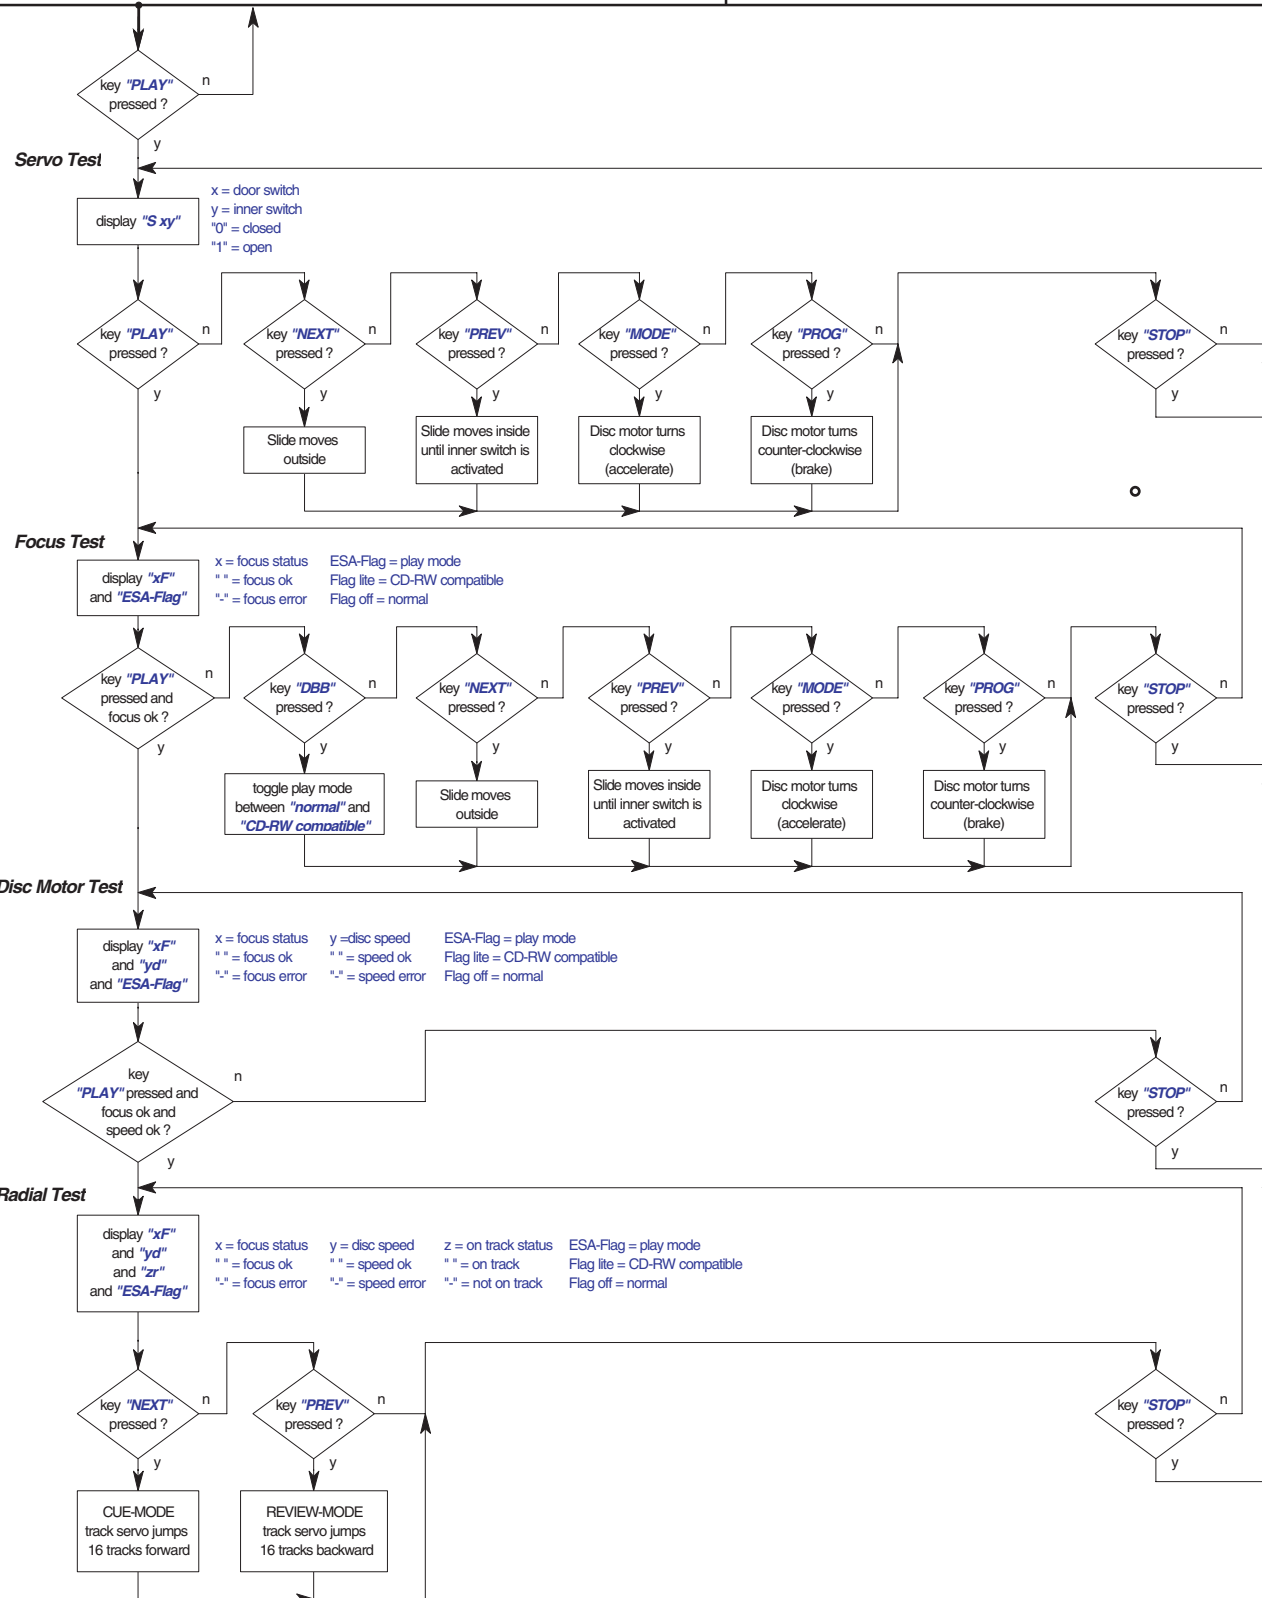 key "PLAY"
pressed ?
n
y
Servo Test
display "S xy"
x = door switch
y = inner switch
"0" = closed
"1" = open
key "PLAY"
pressed ?
n
y
key "NEXT"
pressed ?
n
y
key "PREV"
pressed ?
n
y
key "MODE"
pressed ?
n
y
key "PROG"
pressed ?
n
y
key "STOP"
pressed ?
n
y
Slide moves
outside
Slide moves inside
until inner switch is
activated
Disc motor turns
clockwise
(accelerate)
Disc motor turns
counter-clockwise
(brake)
Focus Test
display "xF"
and "ESA-Flag"
x = focus status
" " = focus ok
"-" = focus error
ESA-Flag = play mode
Flag lite = CD-RW compatible
Flag off = normal
key "PLAY"
pressed and
focus ok ?
n
y
key "DBB"
pressed ?
n
y
key "NEXT"
pressed ?
n
y
key "PREV"
pressed ?
n
y
key "MODE"
pressed ?
n
y
key "PROG"
pressed ?
n
y
key "STOP"
pressed ?
n
y
toggle play mode
between "normal" and
"CD-RW compatible"
Slide moves
outside
Slide moves inside
until inner switch is
activated
Disc motor turns
clockwise
(accelerate)
Disc motor turns
counter-clockwise
(brake)
Disc Motor Test
display "xF"
and "yd"
and "ESA-Flag"
x = focus status
" " = focus ok
"-" = focus error
y =disc speed
" " = speed ok
"-" = speed error
ESA-Flag = play mode
Flag lite = CD-RW compatible
Flag off = normal
key
"PLAY" pressed and
focus ok and
speed ok ?
n
y
key "STOP"
pressed ?
n
y
Radial Test
display "xF"
and "yd"
and "zr"
and "ESA-Flag"
x = focus status
" " = focus ok
"-" = focus error
y = disc speed
" " = speed ok
"-" = speed error
z = on track status
" " = on track
"-" = not on track
ESA-Flag = play mode
Flag lite = CD-RW compatible
Flag off = normal
key "NEXT"
pressed ?
n
y
key "PREV"
pressed ?
n
y
key "STOP"
pressed ?
n
y
CUE-MODE
track servo jumps
16 tracks forward
REVIEW-MODE
track servo jumps
16 tracks backward